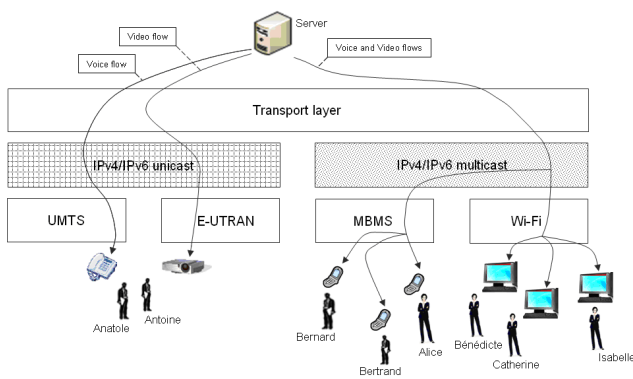 Server
Video flow
Voice flow
Voice and Video flows
Transport layer
IPv4/IPv6 unicast
IPv4/IPv6 multicast
UMTS
E-UTRAN
MBMS
Wi-Fi
Anatole
Antoine
Bernard
Bertrand
Alice
Bénédicte
Catherine
Isabelle